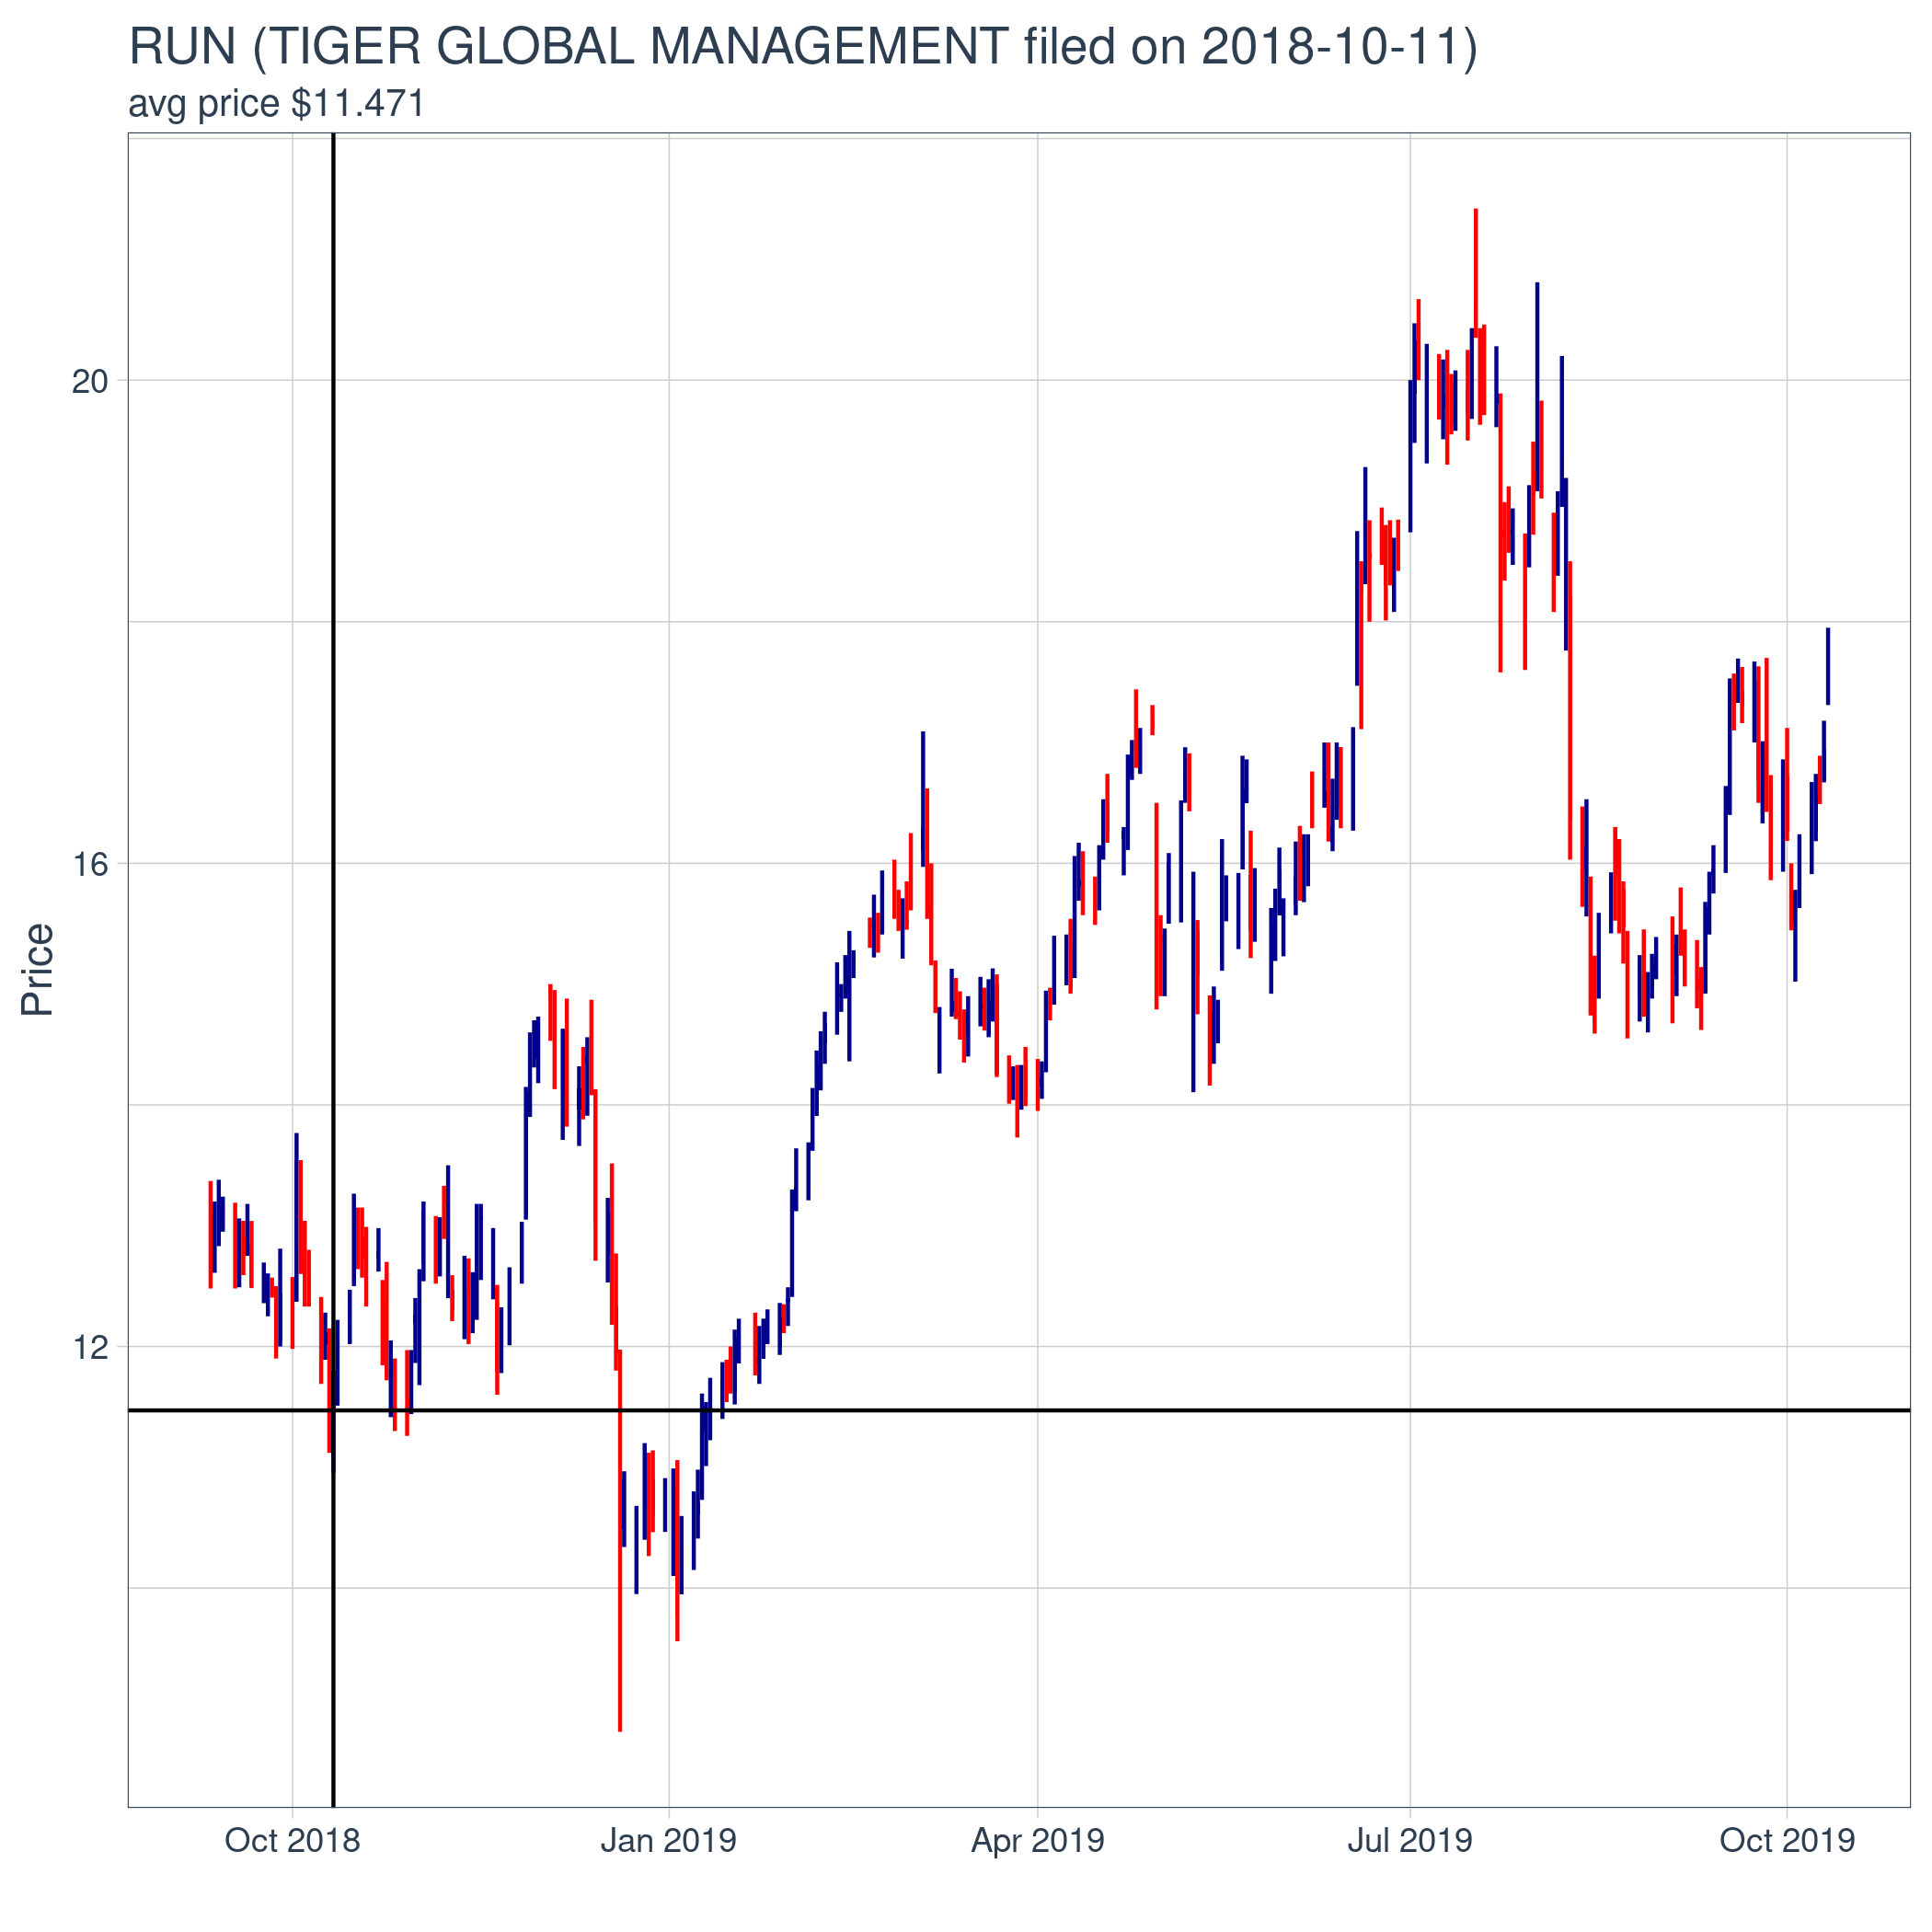 RUN (TIGER GLOBAL MANAGEMENT filed on 2018-10-11)
avg price $11.471
20
16
12
Price
Oct 2018
Jan 2019
Apr 2019
Jul 2019
Oct 2019